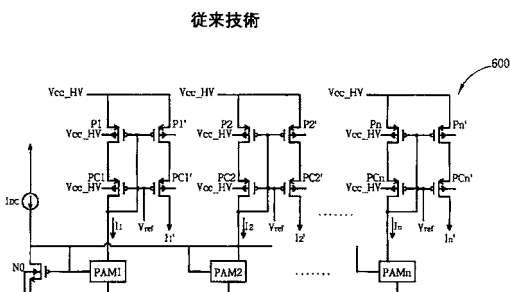 従来技術
600
Vcc_HV Vcc_HV Vcc_HV
P1 P1' P2 P2' Pn Pn'
Vcc_HV Vcc_HV Vcc_HV
PC1 PC1' PC2 PC2' PCn PCn'
Vcc_HV Vcc_HV Vcc_HV
IDC
I1 Vref I1' I2 Vref I2' ...... In Vref In'
N0
PAM1 PAM2 ...... PAMn